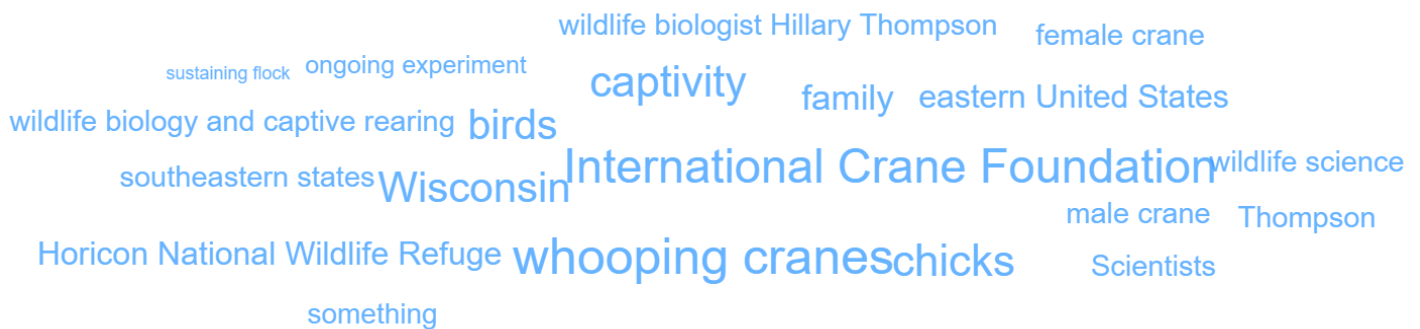 wildlife biologist Hillary Thompson
female crane
sustaining flock
ongoing experiment
captivity
family
eastern United States
wildlife biology and captive rearing
birds
International Crane Foundation
wildlife science
southeastern states
Wisconsin
male crane
Thompson
Horicon National Wildlife Refuge
whooping cranes
chicks
Scientists
something